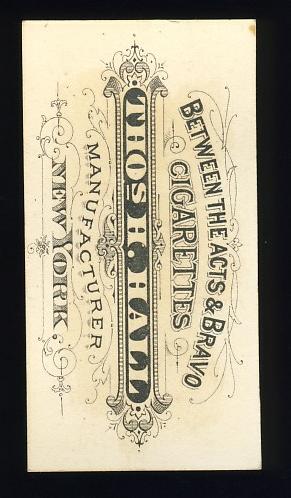 BETWEEN THE ACTS & BRAVO
CIGARETTES
THOS H. HALL
MANUFACTURER
NEW YORK.